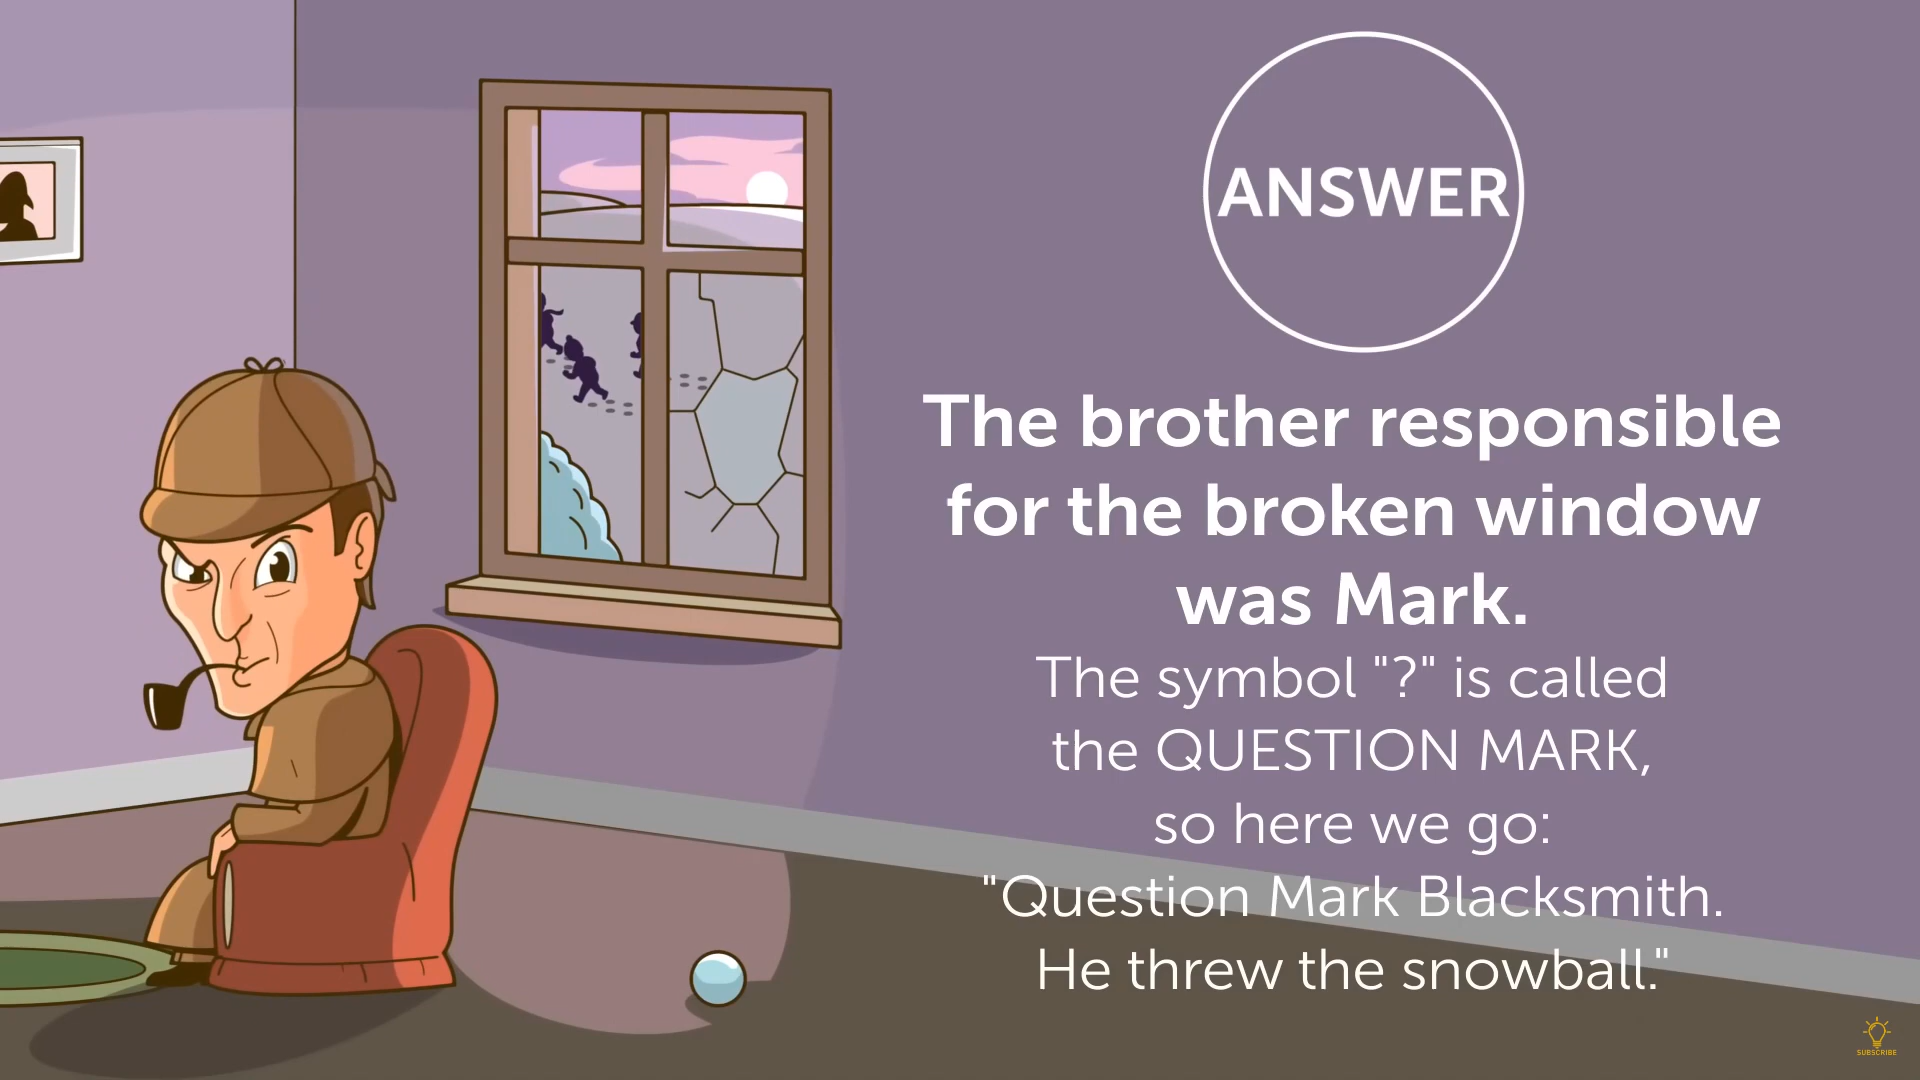 ANSWER
The brother responsible
for the broken window
was Mark.
The symbol "?" is called
the QUESTION MARK,
so here we go:
"Question Mark Blacksmith.
He threw the snowball."
SUBSCRIBE